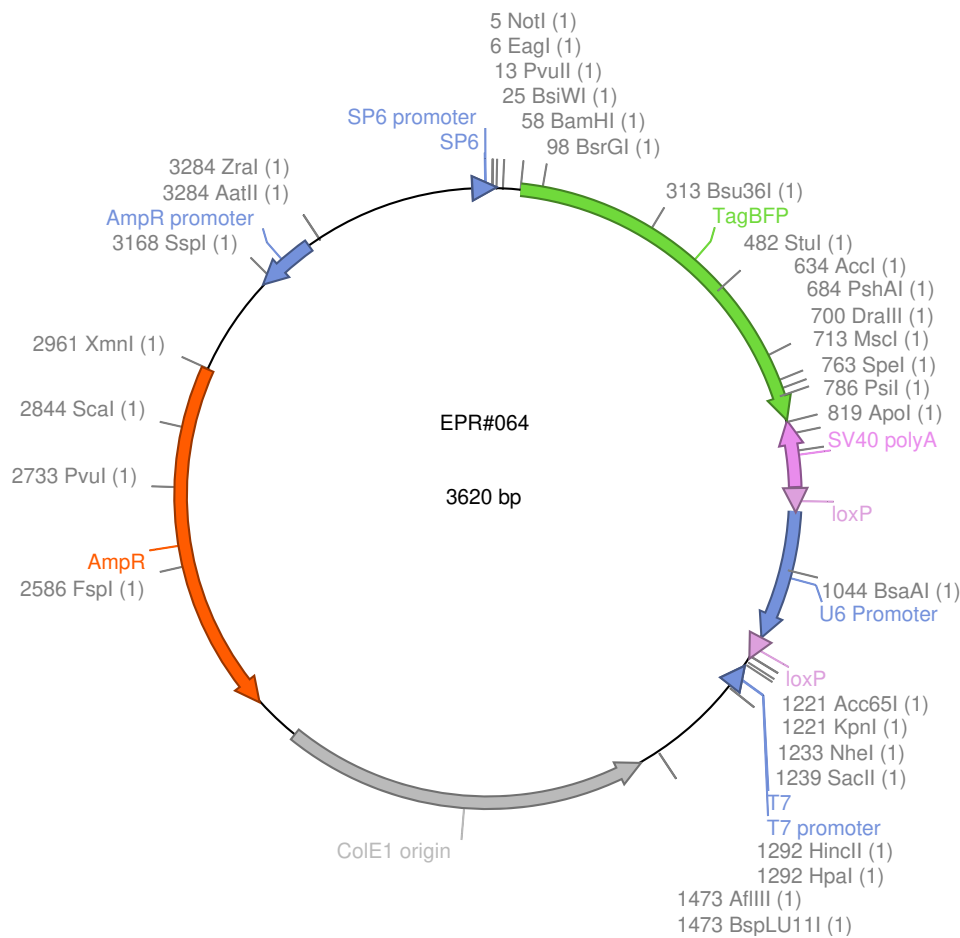 5 NotI (1)
6 EagI (1)
13 PvuII (1)
25 BsiWI (1)
58 BamHI (1)
98 BsrGI (1)
SP6 promoter
SP6
3284 ZraI (1)
3284 AatII (1)
AmpR promoter
3168 SspI (1)
313 Bsu36I (1)
TagBFP
482 StuI (1)
634 AccI (1)
684 PshAI (1)
700 DraIII (1)
713 MscI (1)
763 SpeI (1)
786 PsiI (1)
819 ApoI (1)
SV40 polyA
loxP
2961 XmnI (1)
2844 ScaI (1)
2733 PvuI (1)
AmpR
2586 FspI (1)
EPR#064
3620 bp
1044 BsaAI (1)
U6 Promoter
loxP
1221 Acc65I (1)
1221 KpnI (1)
1233 NheI (1)
1239 SacII (1)
T7
T7 promoter
1292 HincII (1)
1292 HpaI (1)
1473 AflIII (1)
1473 BspLU11I (1)
ColE1 origin